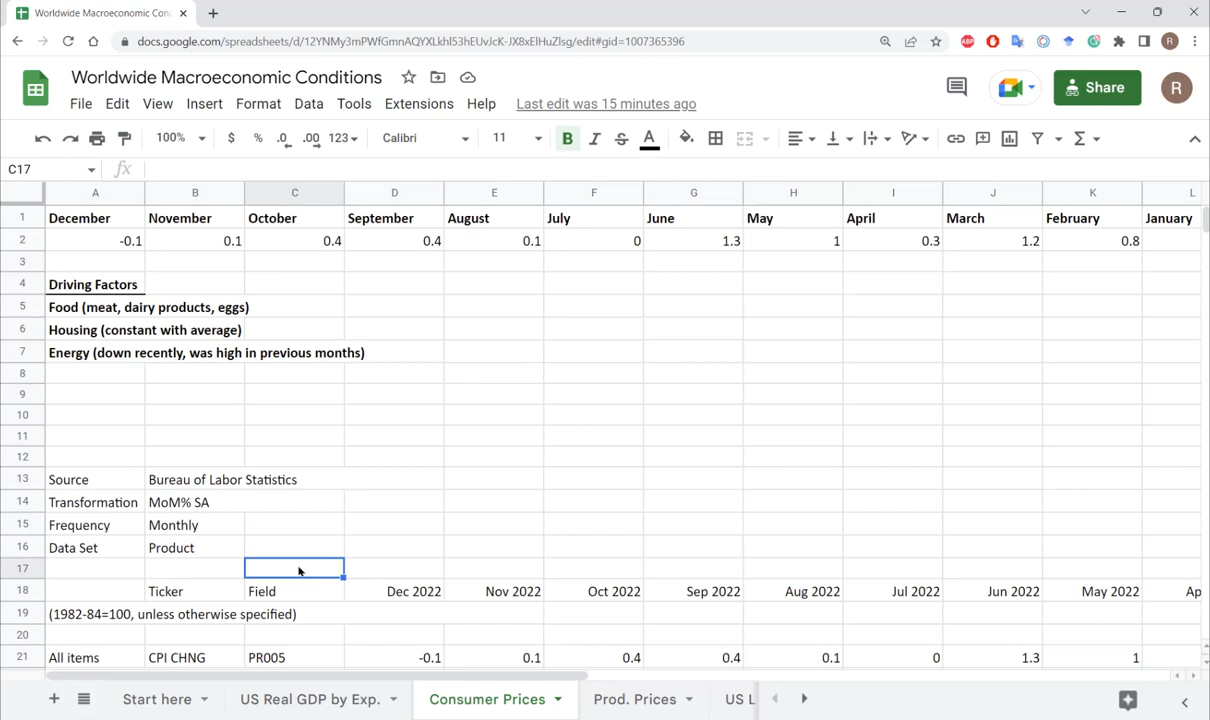 Worldwide Macroeconomic Con
docs.google.com/spreadsheets/d/12YNMy3mPWfGmnAQYXLkhl53hEUvJcK-JX8xElHuZlsg/edit#gid=1007365396
ABP
R
Worldwide Macroeconomic Conditions
File Edit View Insert Format Data Tools Extensions Help Last edit was 15 minutes ago
Share
R
100% $ % .0 .00 123 Calibri 11 B I S A
C17 fx
A B C D E F G H I J K L
1 December November October September August July June May April March February January
2 -0.1 0.1 0.4 0.4 0.1 0 1.3 1 0.3 1.2 0.8
3
4 Driving Factors
5 Food (meat, dairy products, eggs)
6 Housing (constant with average)
7 Energy (down recently, was high in previous months)
8
9
10
11
12
13 Source Bureau of Labor Statistics
14 Transformation MoM% SA
15 Frequency Monthly
16 Data Set Product
17
18 Ticker Field Dec 2022 Nov 2022 Oct 2022 Sep 2022 Aug 2022 Jul 2022 Jun 2022 May 2022 Ap
19 (1982-84=100, unless otherwise specified)
20
21 All items CPI CHNG PR005 -0.1 0.1 0.4 0.4 0.1 0 1.3 1
Start here US Real GDP by Exp. Consumer Prices Prod. Prices US L